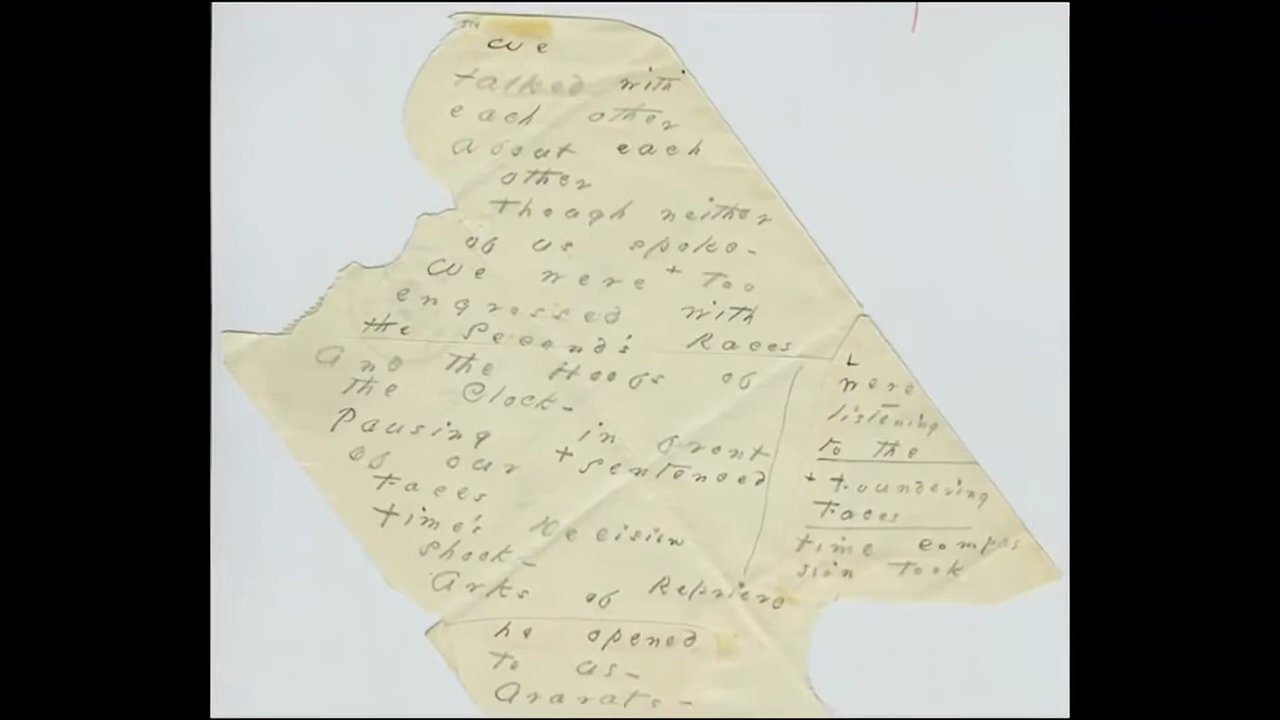 514
We
talked with
each other
about each
other
though neither
of us spoke-
We were + too
engrossed with
the Second's Races
And the Hoofs of
the Clock-
Pausing in front
of our + sentenced
Faces
Time's Decision
Shook-
Arks of Reprieve
he opened
to us-
Ararats-
were
listening
to the
+ Foundering
Faces
time compas
sion took